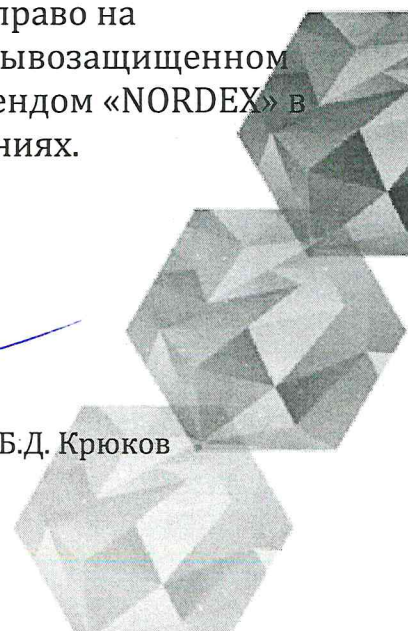 право на
ывозащищенном
ендом «NORDEX» в
ниях.
Б.Д. Крюков